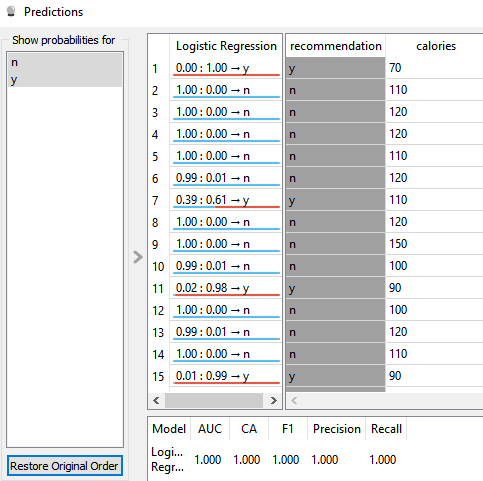 Predictions
Show probabilities for
n
y
Restore Original Order
Logistic Regression recommendation calories
1 0.00 : 1.00 → y y 70
2 1.00 : 0.00 → n n 110
3 1.00 : 0.00 → n n 120
4 1.00 : 0.00 → n n 120
5 1.00 : 0.00 → n n 110
6 0.99 : 0.01 → n n 120
7 0.39 : 0.61 → y y 110
8 1.00 : 0.00 → n n 120
9 1.00 : 0.00 → n n 150
10 0.99 : 0.01 → n n 100
11 0.02 : 0.98 → y y 90
12 1.00 : 0.00 → n n 100
13 0.99 : 0.01 → n n 120
14 1.00 : 0.00 → n n 110
15 0.01 : 0.99 → y y 90
Model AUC CA F1 Precision Recall
Logi...
Regr... 1.000 1.000 1.000 1.000 1.000